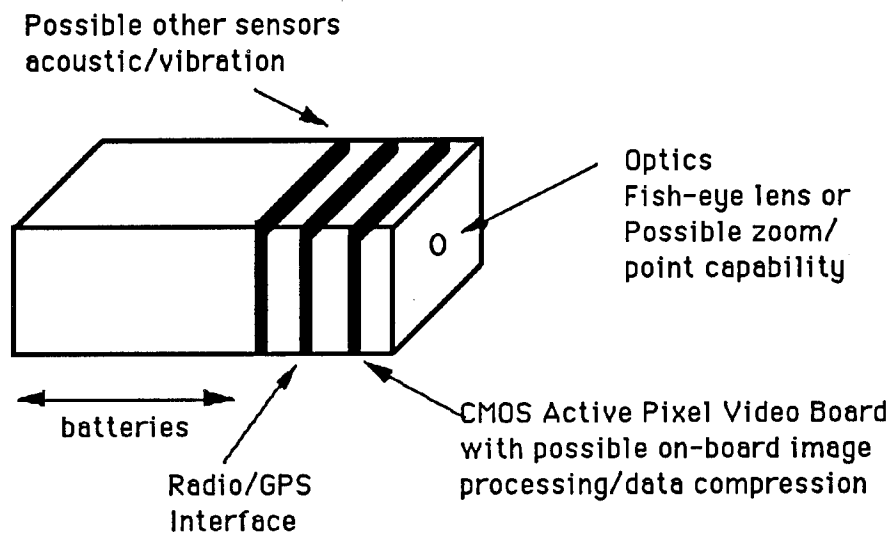 Possible other sensors
acoustic/vibration
Optics
Fish-eye lens or
Possible zoom/
point capability
batteries
CMOS Active Pixel Video Board
with possible on-board image
processing/data compression
Radio/GPS
Interface